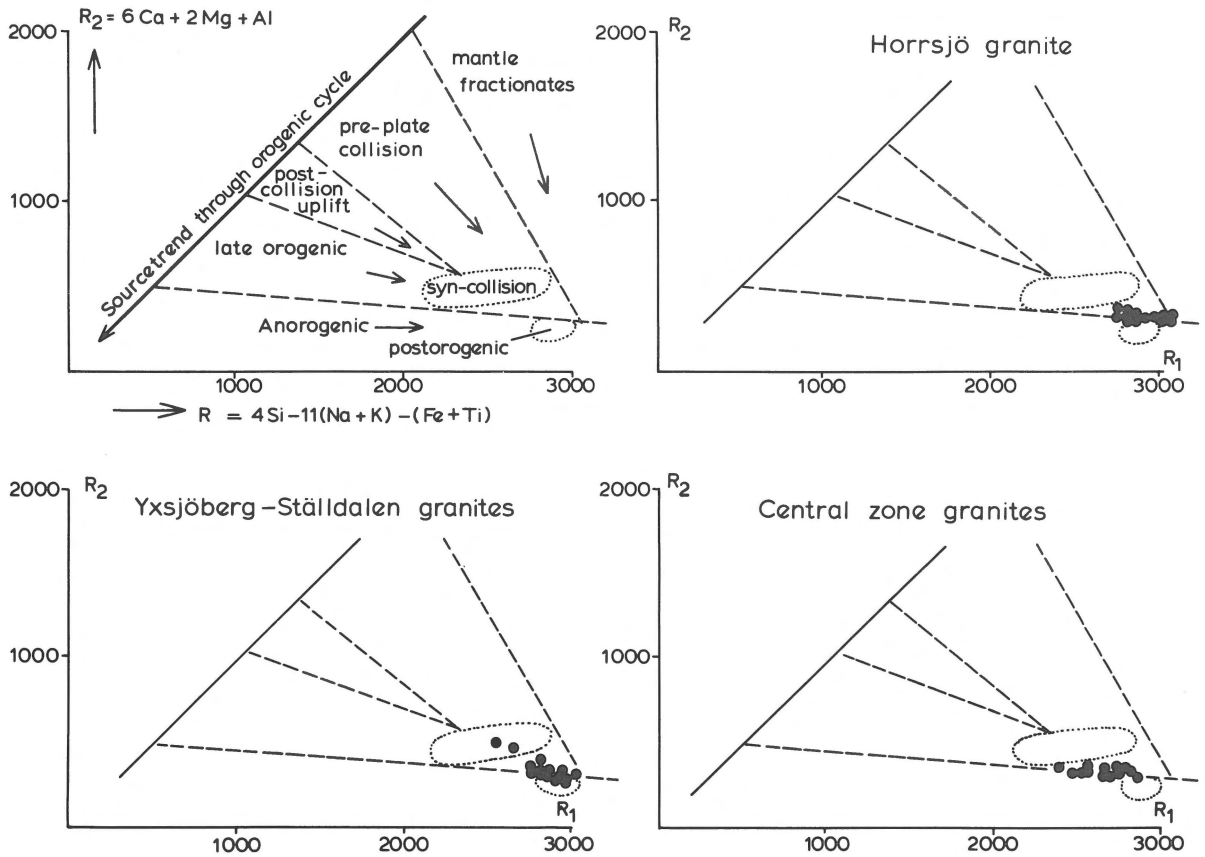 R2 = 6 Ca + 2 Mg + Al
2000
1000
Sourcetrend through orogenic cycle
mantle
fractionates
pre-plate
collision
post-
collision
uplift
late orogenic
syn-collision
Anorogenic
postorogenic
1000
2000
3000
R = 4Si-11(Na+K)-(Fe+Ti)
2000
R2
Horrsjö granite
1000
R1
1000
2000
3000
2000
R2
Yxsjöberg-Ställdalen granites
1000
R1
1000
2000
3000
2000
R2
Central zone granites
1000
R1
1000
2000
3000